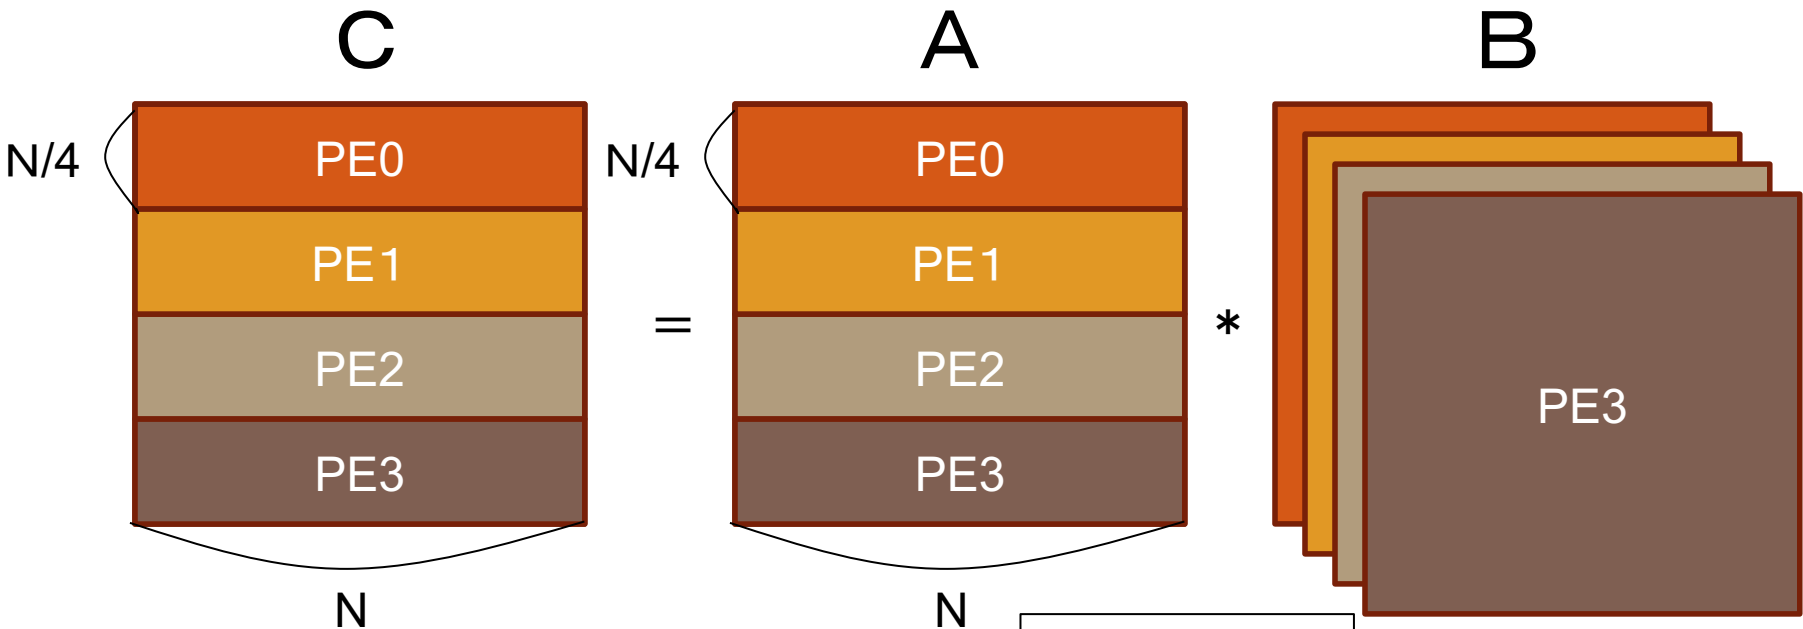 C A B
N/4 PE0 N/4 PE0
PE1 PE1
= *
PE2 PE2
PE3
PE3 PE3
N N